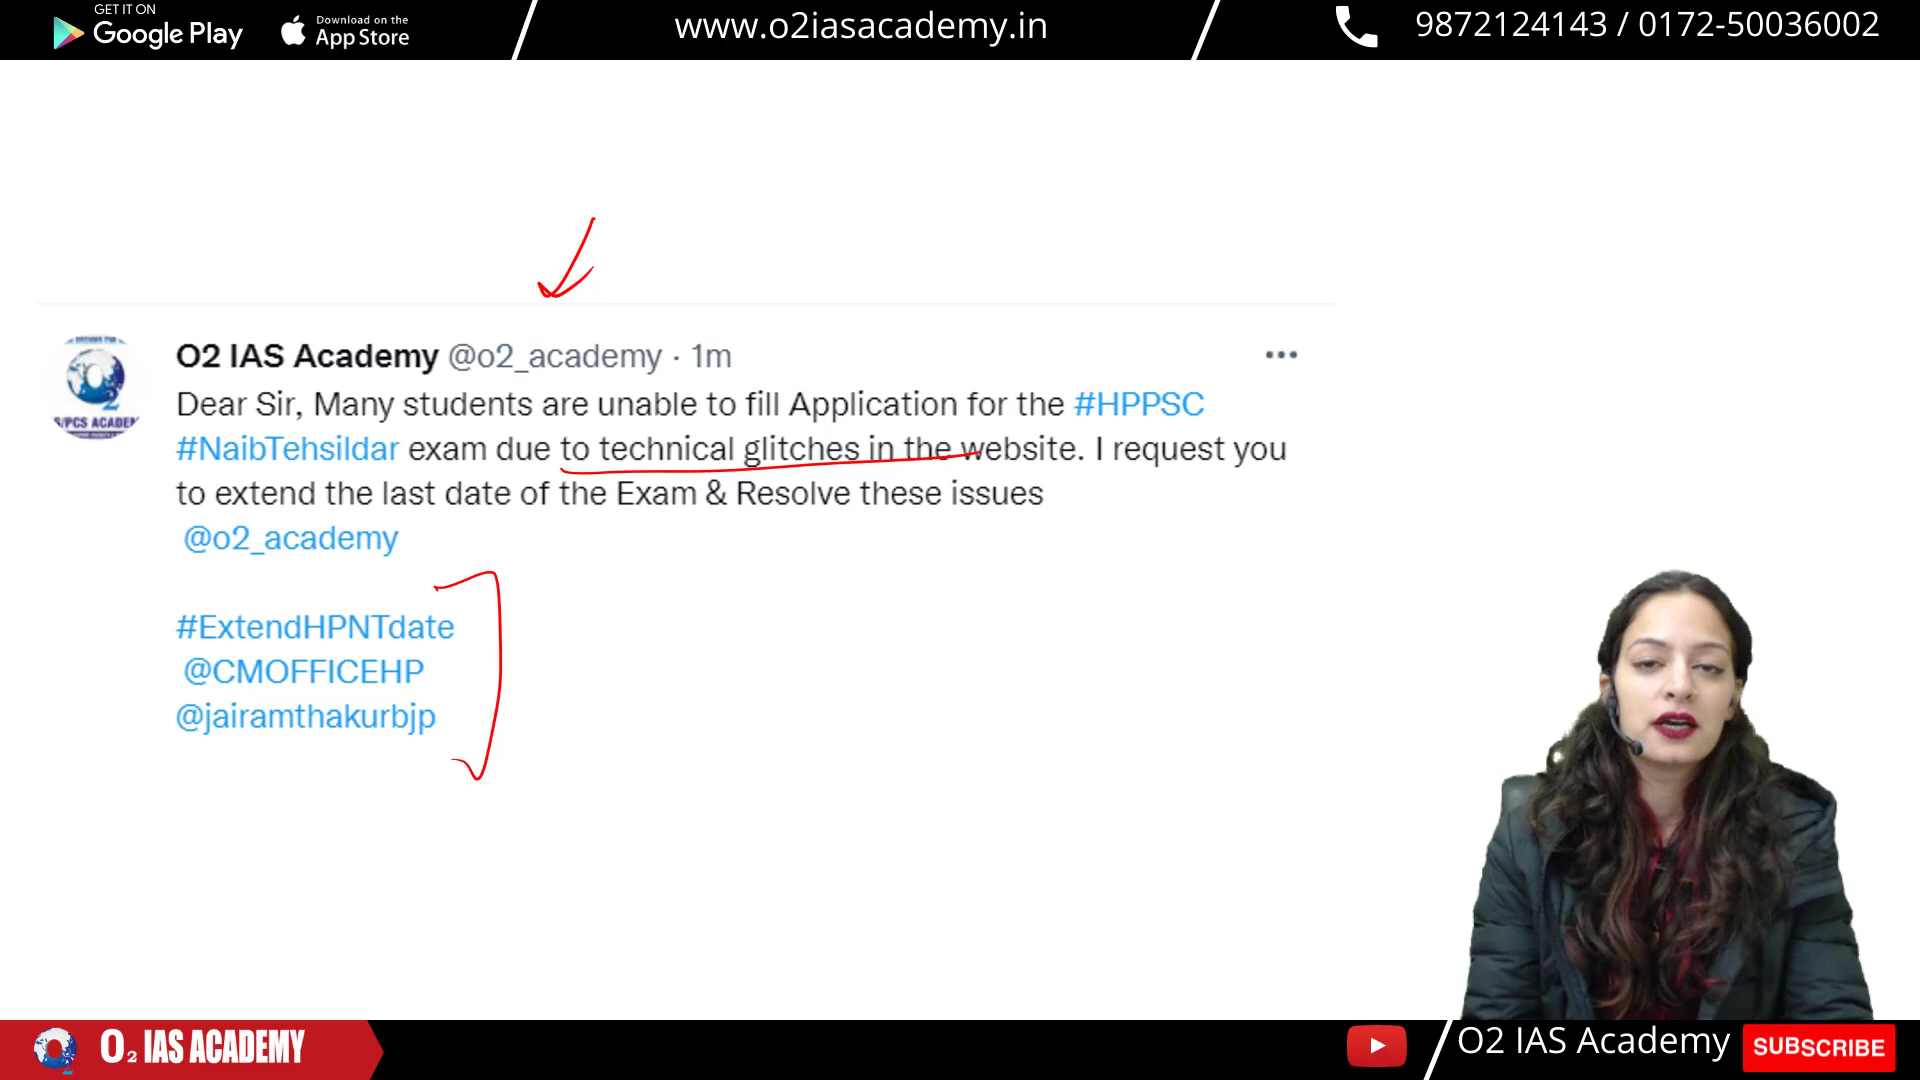 GET IT ON
Google Play
Download on the
App Store
www.o2iasacademy.in
9872124143 / 0172-50036002
O2 IAS Academy @o2_academy · 1m
Dear Sir, Many students are unable to fill Application for the #HPPSC
#NaibTehsildar exam due to technical glitches in the website. I request you
to extend the last date of the Exam & Resolve these issues
@o2_academy
#ExtendHPNTdate
@CMOFFICEHP
@jairamthakurbjp
O2 IAS ACADEMY
O2 IAS Academy
SUBSCRIBE